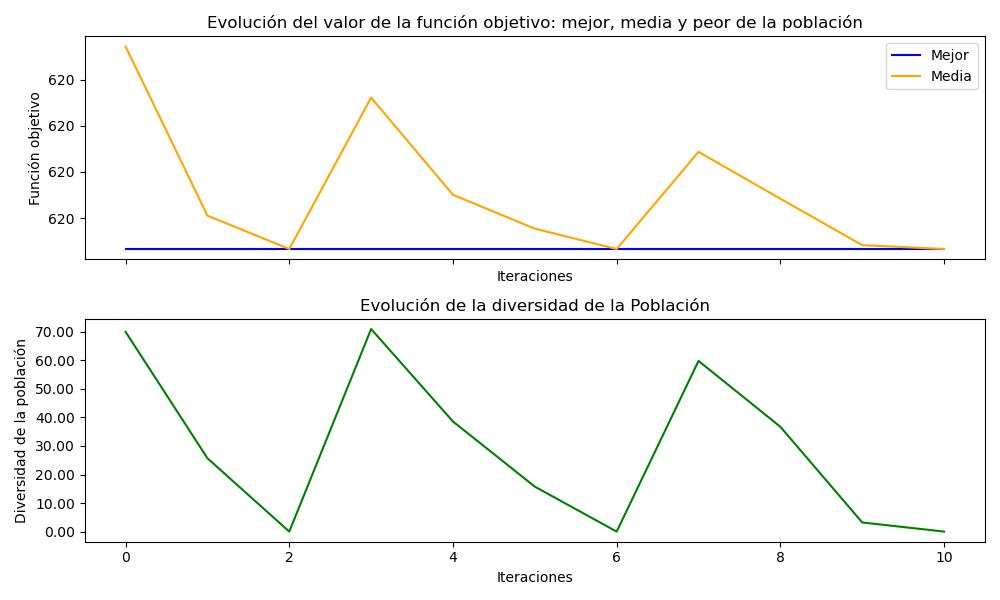 Evolución del valor de la función objetivo: mejor, media y peor de la población
Mejor
Media
620
620
620
620
Función objetivo
Iteraciones
Evolución de la diversidad de la Población
70.00
60.00
50.00
40.00
30.00
20.00
10.00
0.00
Diversidad de la población
0 2 4 6 8 10
Iteraciones